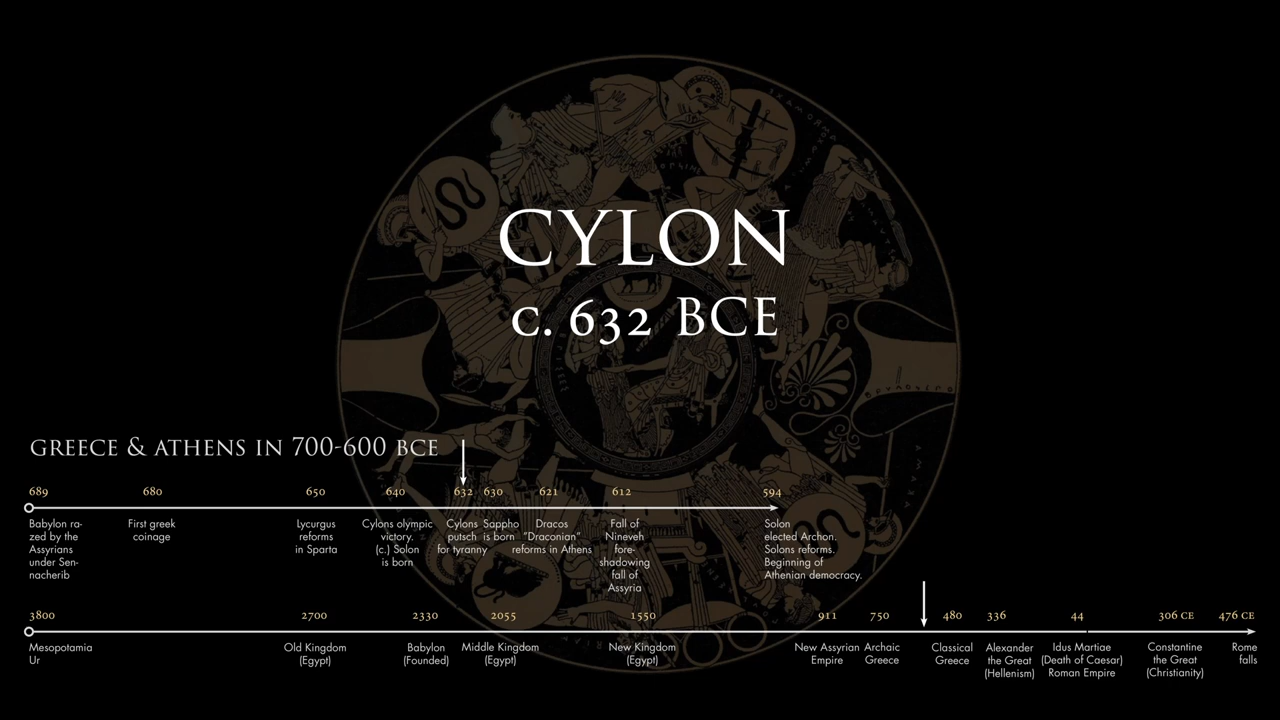 CYLON
c. 632 BCE
GREECE & ATHENS IN 700-600 BCE
689 680 650 640 632 630 621 612 594
Babylon ra-
zed by the
Assyrians
under Sen-
nacherib
First greek
coinage
Lycurgus
reforms
in Sparta
Cylons olympic
victory.
(c.) Solon
is born
Cylons
putsch
for tyranny
Sappho
is born
Dracos
"Draconian"
reforms in Athens
Fall of
Nineveh
fore-
shadowing
fall of
Assyria
Solon
elected Archon.
Solons reforms.
Beginning of
Athenian democracy.
3800 2700 2330 2055 1550 911 750 480 336 44 306 CE 476 CE
Mesopotamia
Ur
Old Kingdom
(Egypt)
Babylon
(Founded)
Middle Kingdom
(Egypt)
New Kingdom
(Egypt)
New Assyrian
Empire
Archaic
Greece
Classical
Greece
Alexander
the Great
(Hellenism)
Idus Martiae
(Death of Caesar)
Roman Empire
Constantine
the Great
(Christianity)
Rome
falls